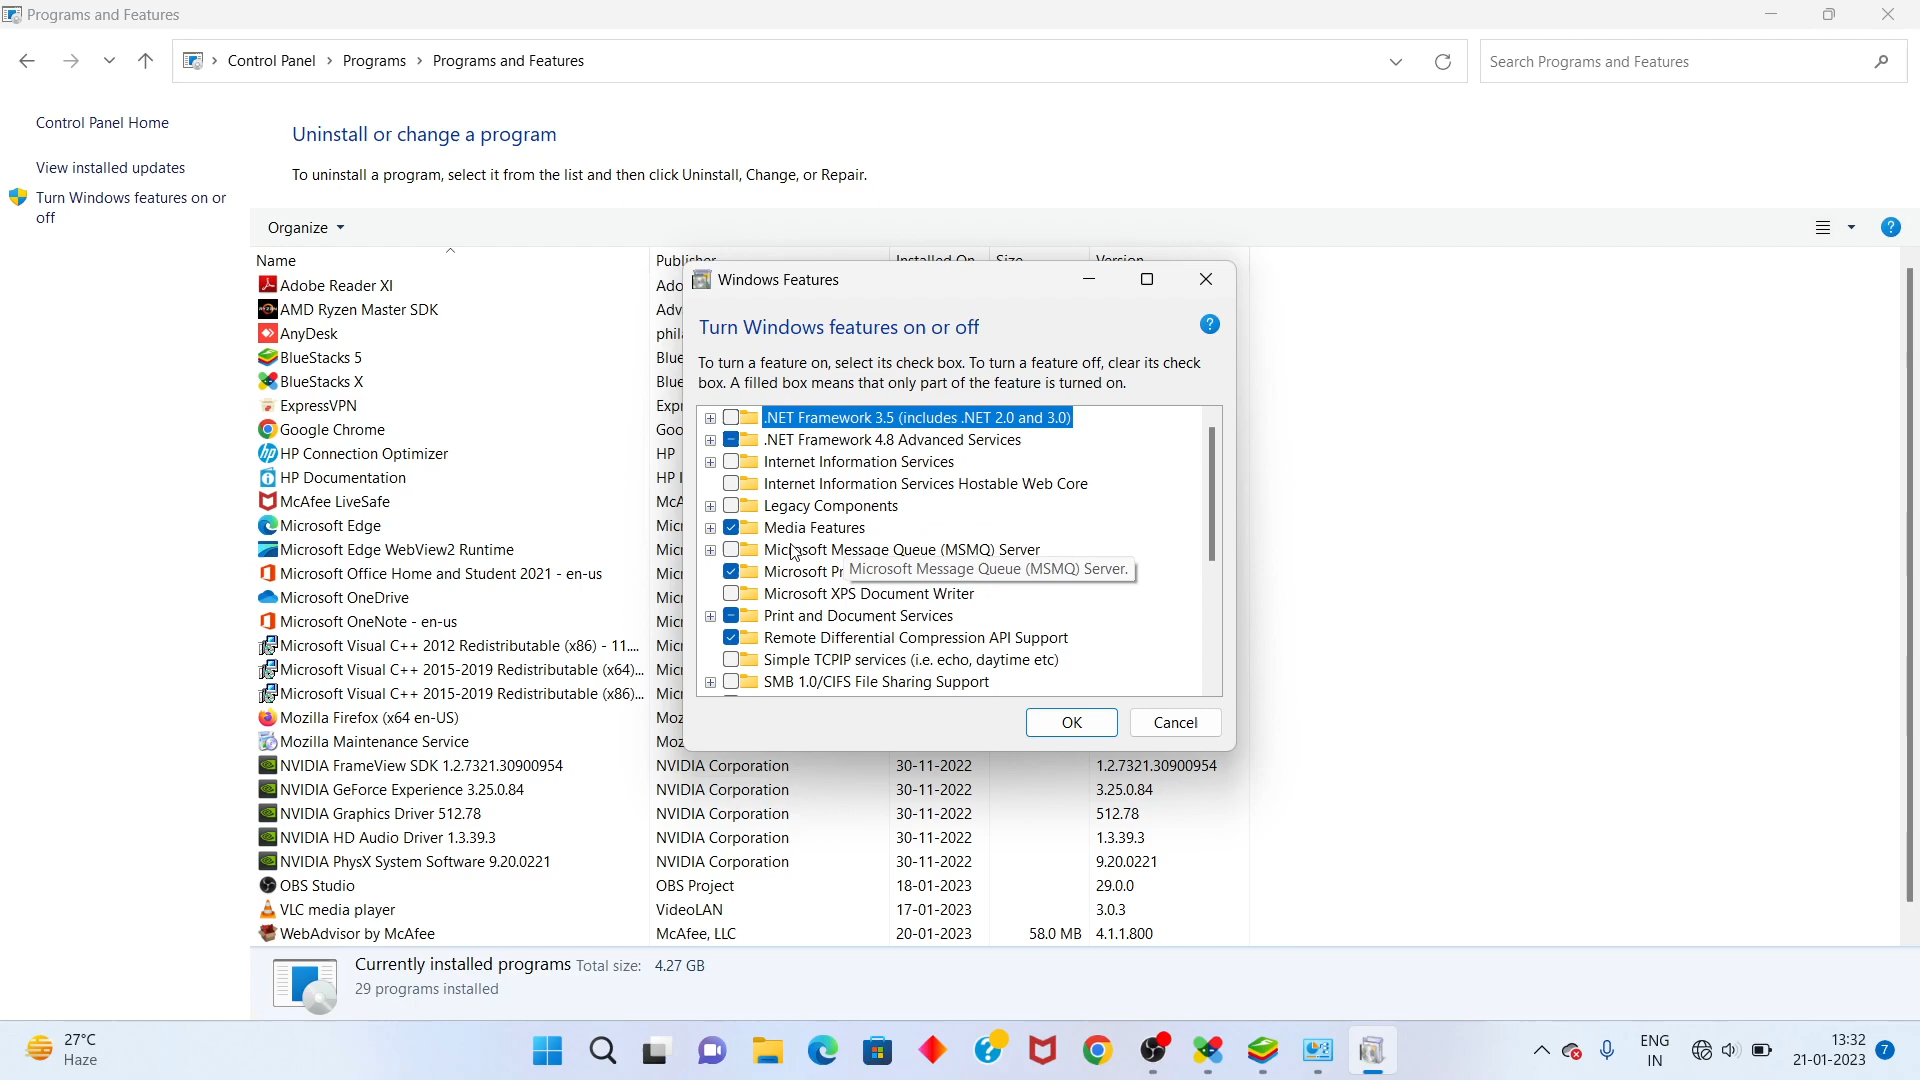 Programs and Features
Control Panel › Programs › Programs and Features
Search Programs and Features
Control Panel Home
View installed updates
Turn Windows features on or
off
Uninstall or change a program
To uninstall a program, select it from the list and then click Uninstall, Change, or Repair.
Organize
Name
Adobe Reader XI
AMD Ryzen Master SDK
AnyDesk
BlueStacks 5
BlueStacks X
ExpressVPN
Google Chrome
HP Connection Optimizer
HP Documentation
McAfee LiveSafe
Microsoft Edge
Microsoft Edge WebView2 Runtime
Microsoft Office Home and Student 2021 - en-us
Microsoft OneDrive
Microsoft OneNote - en-us
Microsoft Visual C++ 2012 Redistributable (x86) - 11....
Microsoft Visual C++ 2015-2019 Redistributable (x64)...
Microsoft Visual C++ 2015-2019 Redistributable (x86)...
Mozilla Firefox (x64 en-US)
Mozilla Maintenance Service
NVIDIA FrameView SDK 1.2.7321.30900954 NVIDIA Corporation 30-11-2022 1.2.7321.30900954
NVIDIA GeForce Experience 3.25.0.84 NVIDIA Corporation 30-11-2022 3.25.0.84
NVIDIA Graphics Driver 512.78 NVIDIA Corporation 30-11-2022 512.78
NVIDIA HD Audio Driver 1.3.39.3 NVIDIA Corporation 30-11-2022 1.3.39.3
NVIDIA PhysX System Software 9.20.0221 NVIDIA Corporation 30-11-2022 9.20.0221
OBS Studio OBS Project 18-01-2023 29.0.0
VLC media player VideoLAN 17-01-2023 3.0.3
WebAdvisor by McAfee McAfee, LLC 20-01-2023 58.0 MB 4.1.1.800
Windows Features
Turn Windows features on or off
To turn a feature on, select its check box. To turn a feature off, clear its check
box. A filled box means that only part of the feature is turned on.
.NET Framework 3.5 (includes .NET 2.0 and 3.0)
.NET Framework 4.8 Advanced Services
Internet Information Services
Internet Information Services Hostable Web Core
Legacy Components
Media Features
Microsoft Message Queue (MSMQ) Server
Microsoft
Microsoft Message Queue (MSMQ) Server.
Microsoft XPS Document Writer
Print and Document Services
Remote Differential Compression API Support
Simple TCPIP services (i.e. echo, daytime etc)
SMB 1.0/CIFS File Sharing Support
OK Cancel
Currently installed programs Total size: 4.27 GB
29 programs installed
27°C
Haze
ENG
IN
13:32
21-01-2023
7